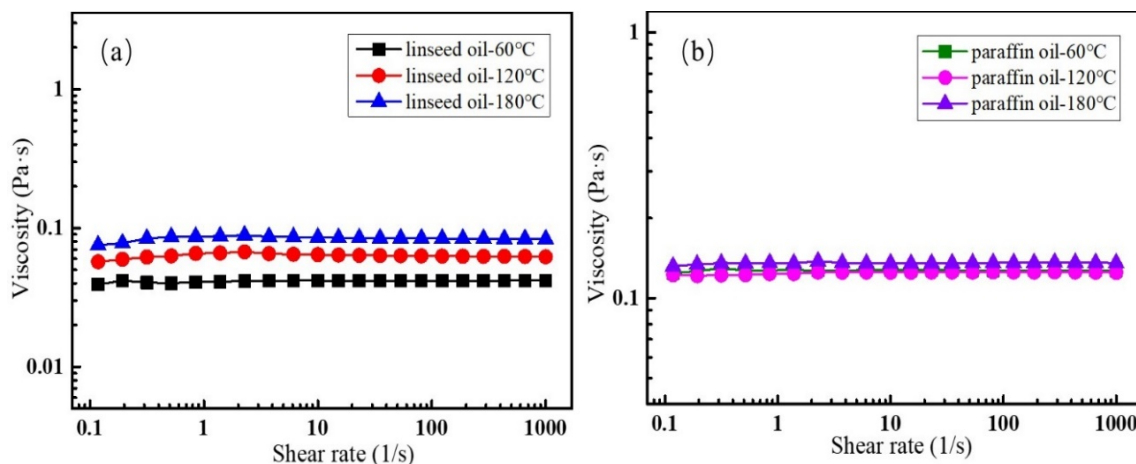 (a)
linseed oil-60℃
linseed oil-120℃
linseed oil-180℃
Viscosity (Pa·s)
1
0.1
0.01
0.1 1 10 100 1000
Shear rate (1/s)
(b)
paraffin oil-60℃
paraffin oil-120℃
paraffin oil-180℃
Viscosity (Pa·s)
1
0.1
0.1 1 10 100 1000
Shear rate (1/s)